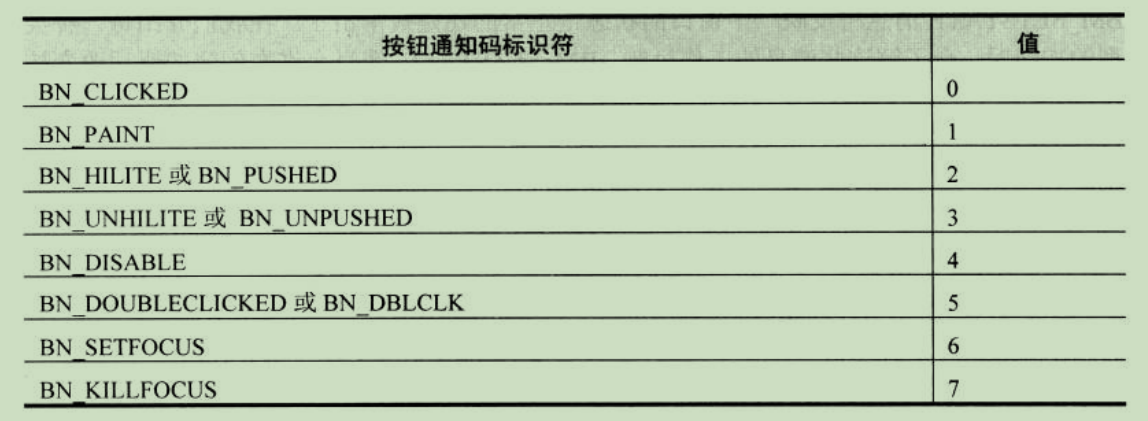 按钮通知码标识符 值
BN_CLICKED 0
BN_PAINT 1
BN_HILITE 或 BN_PUSHED 2
BN_UNHILITE 或 BN_UNPUSHED 3
BN_DISABLE 4
BN_DOUBLECLICKED 或 BN_DBLCLK 5
BN_SETFOCUS 6
BN_KILLFOCUS 7